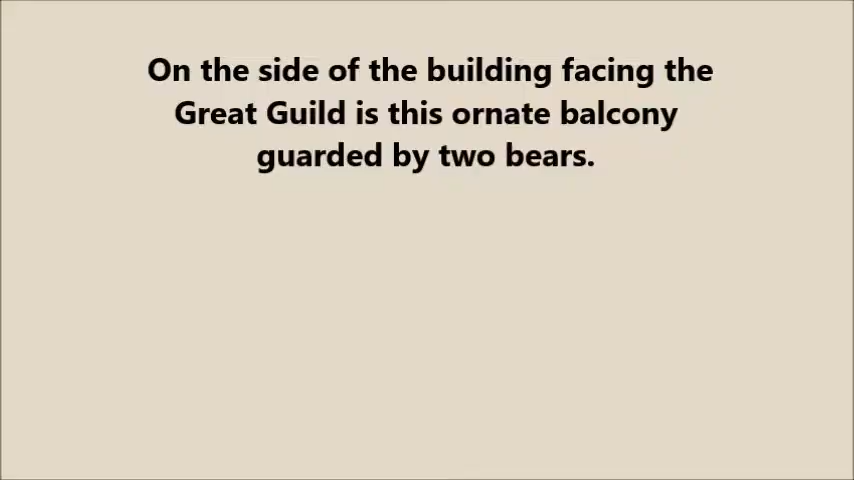 On the side of the building facing the
Great Guild is this ornate balcony
guarded by two bears.